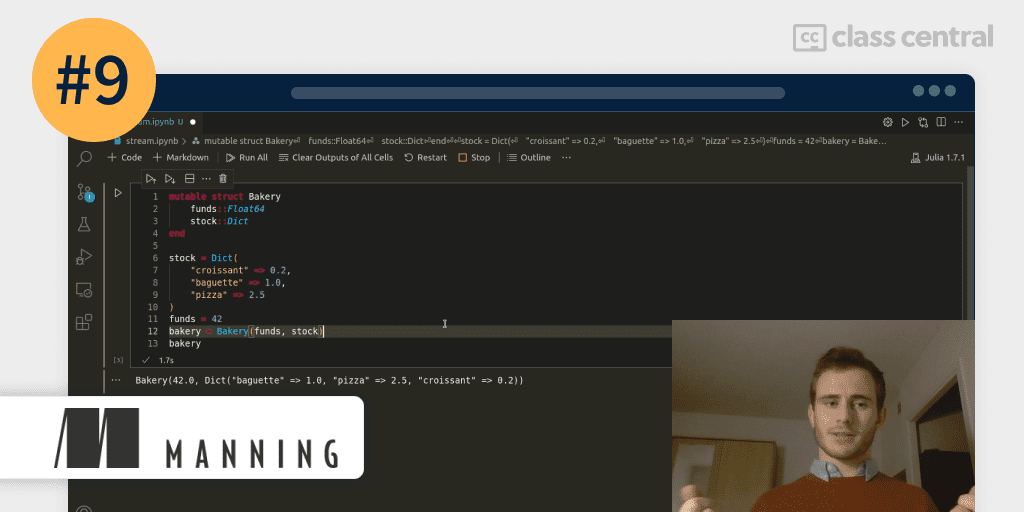 #9
cc class central
am.ipynb U
stream.ipynb > mutable struct Bakery⏎ funds::Float64⏎ stock::Dict⏎end⏎⏎stock = Dict(⏎ "croissant" => 0.2,⏎ "baguette" => 1.0,⏎ "pizza" => 2.5⏎)⏎funds = 42⏎bakery = Bake...
+ Code + Markdown Run All Clear Outputs of All Cells Restart Stop Outline ... Julia 1.7.1
1 mutable struct Bakery
2 funds::Float64
3 stock::Dict
4 end
5
6 stock = Dict(
7 "croissant" => 0.2,
8 "baguette" => 1.0,
9 "pizza" => 2.5
10 )
11 funds = 42
12 bakery = Bakery(funds, stock)
13 bakery
[3] ✓ 1.7s
... Bakery(42.0, Dict("baguette" => 1.0, "pizza" => 2.5, "croissant" => 0.2))
MANNING